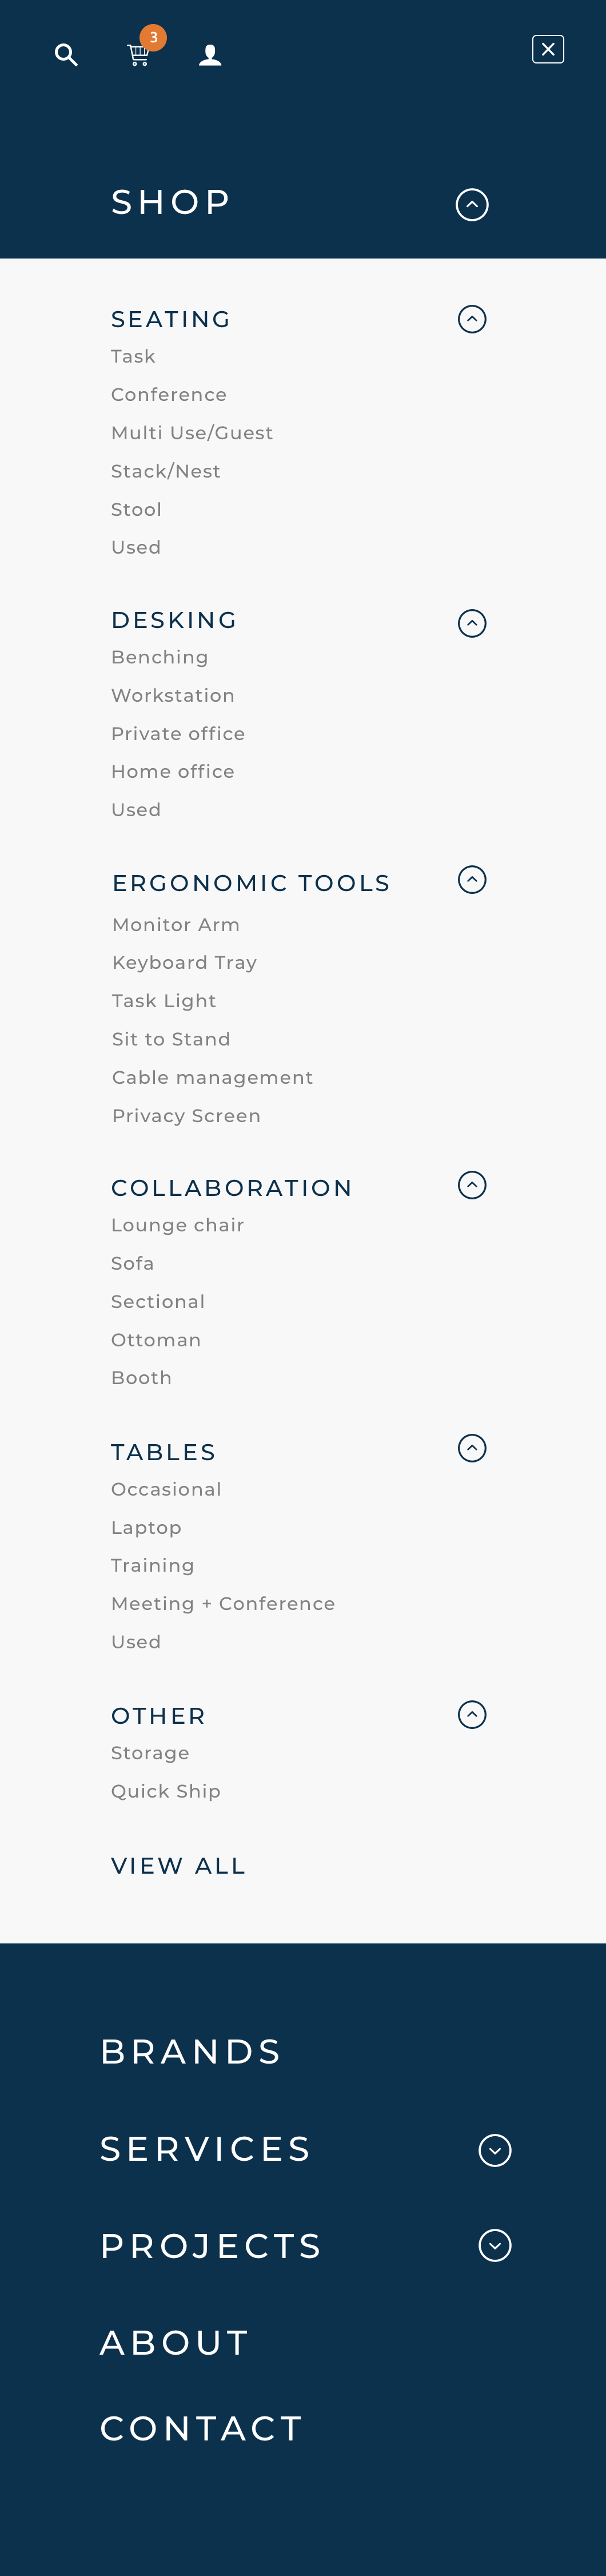 3
SHOP
SEATING
Task
Conference
Multi Use/Guest
Stack/Nest
Stool
Used
DESKING
Benching
Workstation
Private office
Home office
Used
ERGONOMIC TOOLS
Monitor Arm
Keyboard Tray
Task Light
Sit to Stand
Cable management
Privacy Screen
COLLABORATION
Lounge chair
Sofa
Sectional
Ottoman
Booth
TABLES
Occasional
Laptop
Training
Meeting + Conference
Used
OTHER
Storage
Quick Ship
VIEW ALL
BRANDS
SERVICES
PROJECTS
ABOUT
CONTACT